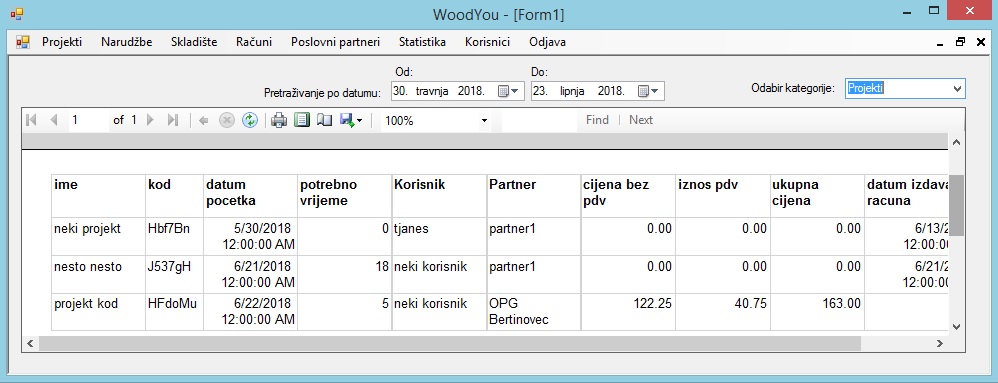 WoodYou - [Form1]
Projekti Narudžbe Skladište Računi Poslovni partneri Statistika Korisnici Odjava
Od: Do:
Pretraživanje po datumu: 30. travnja 2018. 23. lipnja 2018. Odabir kategorije: Projekti
1 of 1 100% Find | Next
ime kod datum potrebno Korisnik Partner cijena bez iznos pdv ukupna datum izdava
pocetka vrijeme pdv cijena racuna
neki projekt Hbf7Bn 5/30/2018 0 tjanes partner1 0.00 0.00 0.00 6/13/2
12:00:00 AM 12:00:
nesto nesto J537gH 6/21/2018 18 neki korisnik partner1 0.00 0.00 0.00 6/21/2
12:00:00 AM 12:00:
projekt kod HFdoMu 6/22/2018 5 neki korisnik OPG 122.25 40.75 163.00
12:00:00 AM Bertinovec